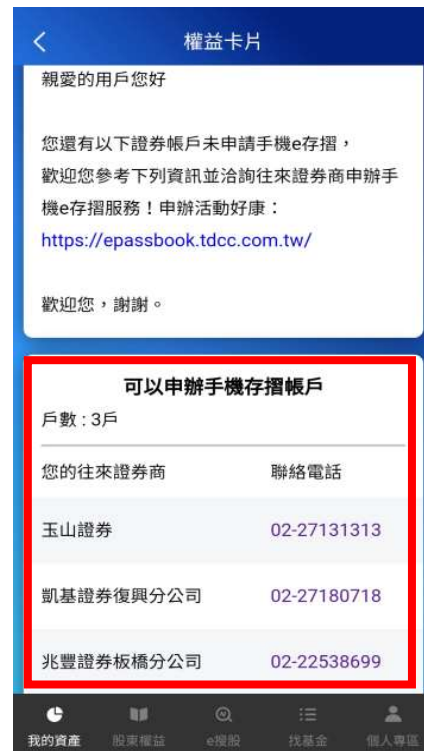 權益卡片
親愛的用戶您好
您還有以下證券帳戶未申請手機e存摺，
歡迎您參考下列資訊並洽詢往來證券商申辦手
機e存摺服務！申辦活動好康：
https://epassbook.tdcc.com.tw/
歡迎您，謝謝。
可以申辦手機存摺帳戶
戶數 : 3戶
您的往來證券商 聯絡電話
玉山證券 02-27131313
凱基證券復興分公司 02-27180718
兆豐證券板橋分公司 02-22538699
我的資產 股東權益 e搜股 找基金 個人專區